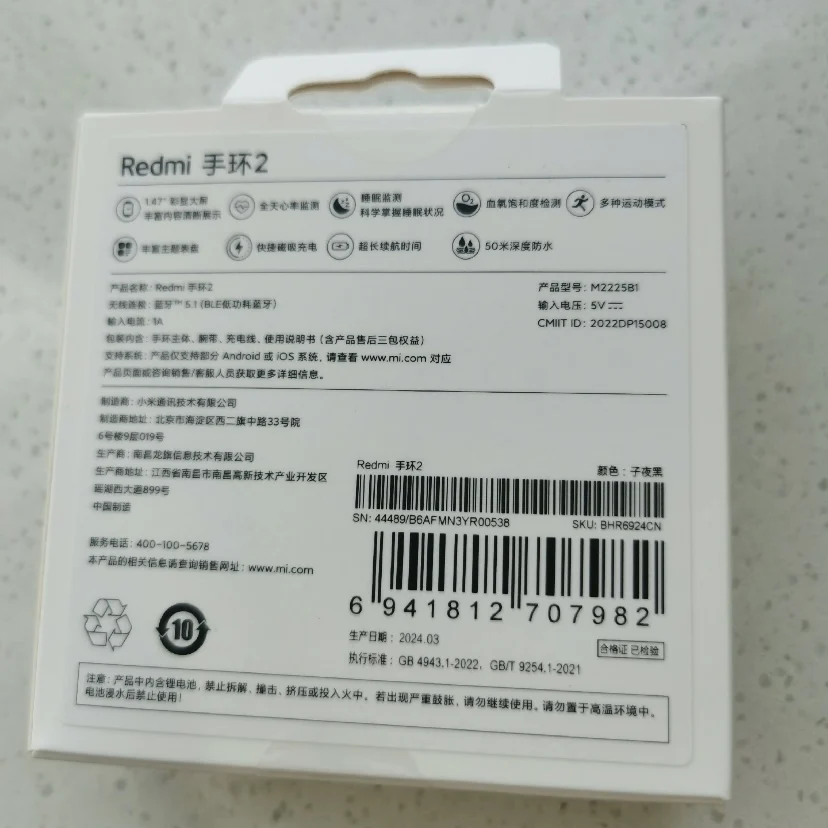 Redmi 手环2
1.47" 彩显大屏
丰富内容清晰展示
全天心率监测
睡眠监测
科学掌握睡眠状况
O2
血氧饱和度检测
多种运动模式
丰富主题表盘
快捷磁吸充电
超长续航时间
50米深度防水
产品名称: Redmi 手环2
产品型号: M2225B1
无线连接: 蓝牙™ 5.1 (BLE低功耗蓝牙)
输入电压: 5V
输入电流: 1A
CMIIT ID: 2022DP15008
包装内含: 手环主体、腕带、充电线、使用说明书 (含产品售后三包权益)
支持系统: 产品仅支持部分 Android 或 iOS 系统, 请查看 www.mi.com 对应
产品页面或咨询销售/客服人员获取更多详细信息。
制造商: 小米通讯技术有限公司
制造商地址: 北京市海淀区西二旗中路33号院
6号楼9层019号
生产商: 南昌龙旗信息技术有限公司
生产商地址: 江西省南昌市南昌高新技术产业开发区
瑶湖西大道899号
中国制造
Redmi 手环2
颜色: 子夜黑
SN: 44489/B6AFMN3YR00538
SKU: BHR6924CN
服务电话: 400-100-5678
本产品的相关信息请查询销售网址: www.mi.com
6 941812 707982
10
生产日期: 2024.03
合格证 已检验
执行标准: GB 4943.1-2022、GB/T 9254.1-2021
注意: 产品中内含锂电池, 禁止拆解、撞击、挤压或投入火中。若出现严重鼓胀, 请勿继续使用。请勿置于高温环境中。
电池浸水后禁止使用!